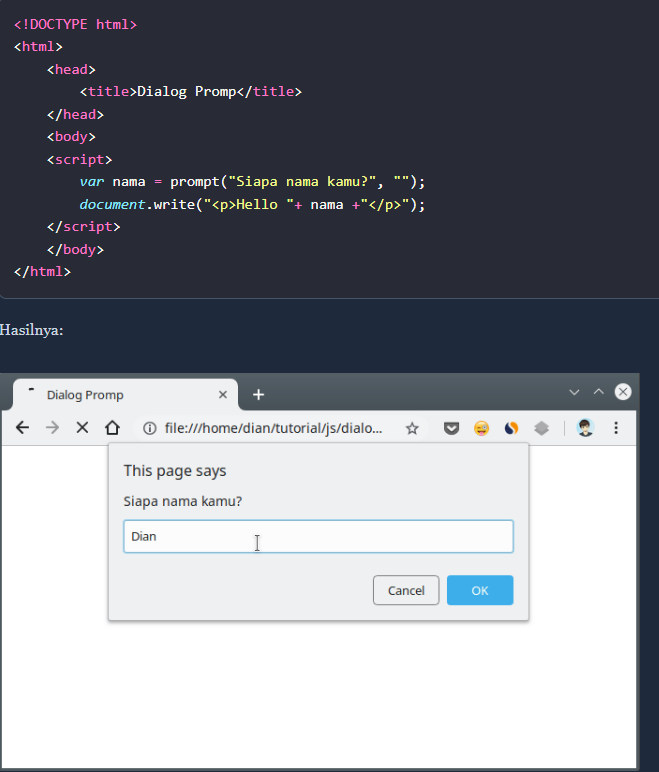 <!DOCTYPE html>
<html>
    <head>
        <title>Dialog Promp</title>
    </head>
    <body>
    <script>
        var nama = prompt("Siapa nama kamu?", "");
        document.write("<p>Hello "+ nama +"</p>");
    </script>
    </body>
</html>
Hasilnya:
Dialog Promp
file:///home/dian/tutorial/js/dialo...
This page says
Siapa nama kamu?
Dian
Cancel OK